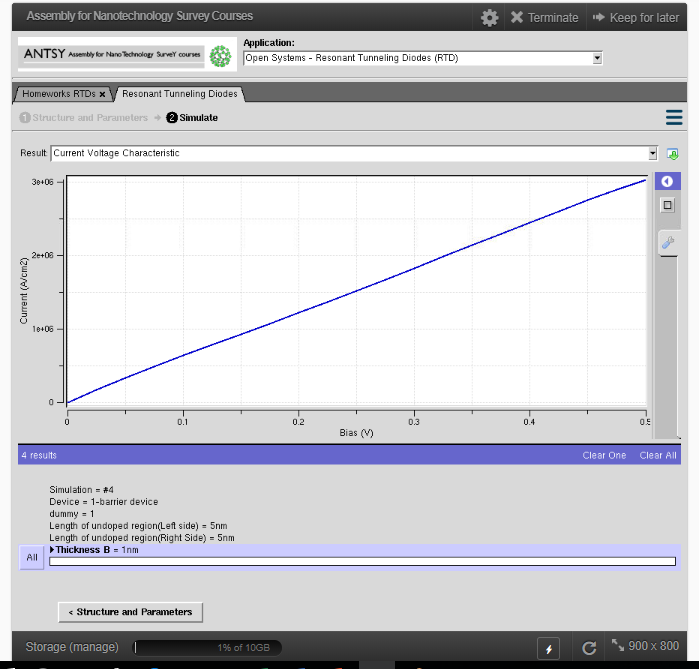 Assembly for Nanotechnology Survey Courses
Terminate
Keep for later
ANTSY Assembly for NanoTechnology SurveY courses
Application:
Open Systems - Resonant Tunneling Diodes (RTD)
Homeworks RTDs x
Resonant Tunneling Diodes
1 Structure and Parameters
2 Simulate
Result: Current Voltage Characteristic
3e+06
2e+06
1e+06
0
Current (A/cm2)
0 0.1 0.2 0.3 0.4 0.5
Bias (V)
4 results
Clear One Clear All
Simulation = #4
Device = 1-barrier device
dummy = 1
Length of undoped region(Left side) = 5nm
Length of undoped region(Right Side) = 5nm
All
Thickness B = 1nm
< Structure and Parameters
Storage (manage)
1% of 10GB
900 x 800